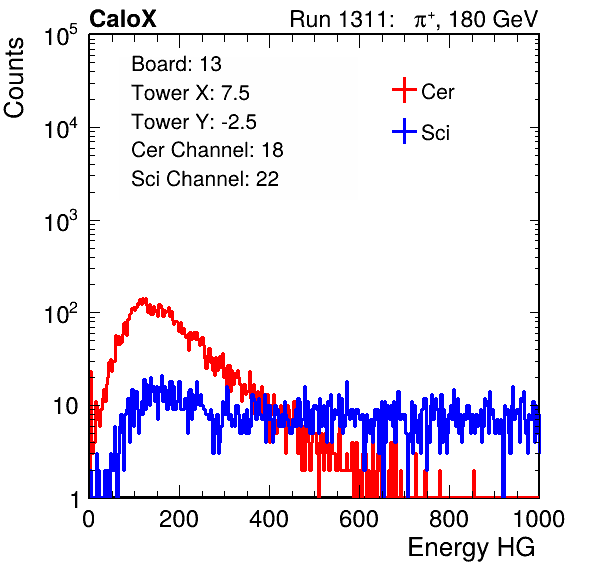 CaloX Run 1311: π⁺, 180 GeV
Counts
10⁵
10⁴
10³
10²
10
1
Board: 13
Tower X: 7.5
Tower Y: -2.5
Cer Channel: 18
Sci Channel: 22
Cer
Sci
0 200 400 600 800 1000
Energy HG